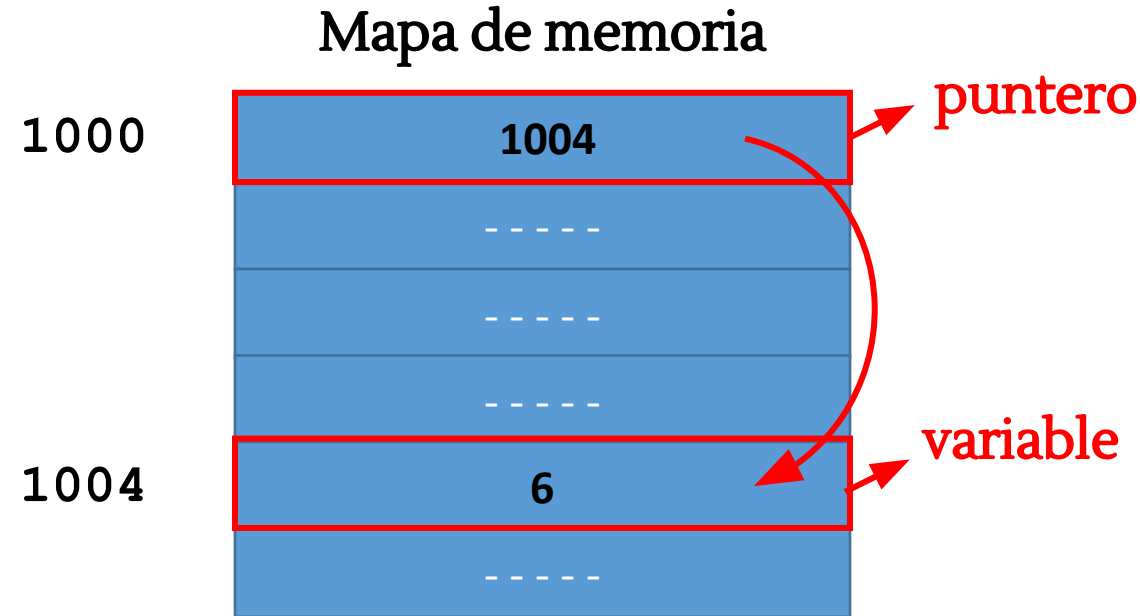 Mapa de memoria
1000
1004
puntero
- - - - -
- - - - -
- - - - -
1004
6
variable
- - - - -